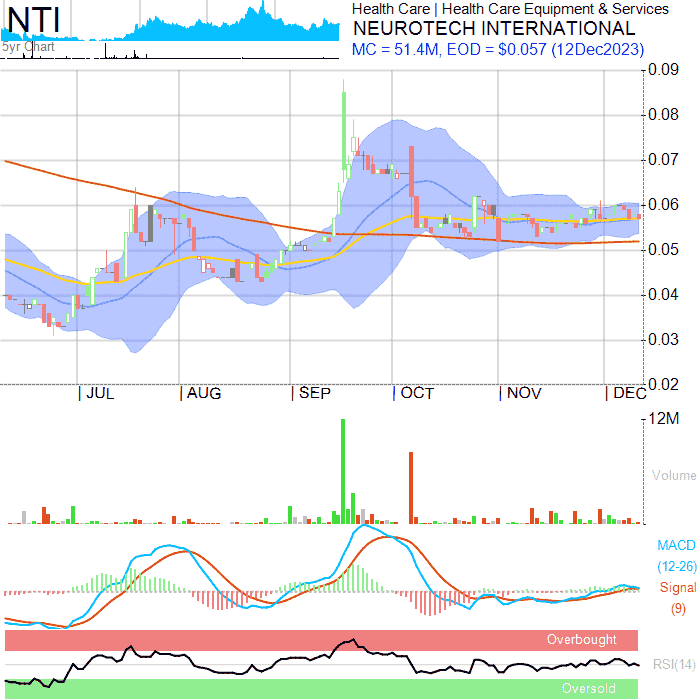 NTI
5yr Chart
Health Care | Health Care Equipment & Services
NEUROTECH INTERNATIONAL
MC = 51.4M, EOD = $0.057 (12Dec2023)
0.09
0.08
0.07
0.06
0.05
0.04
0.03
0.02
JUL AUG SEP OCT NOV DEC
12M
Volume
MACD
(12-26)
Signal
(9)
Overbought
RSI(14)
Oversold